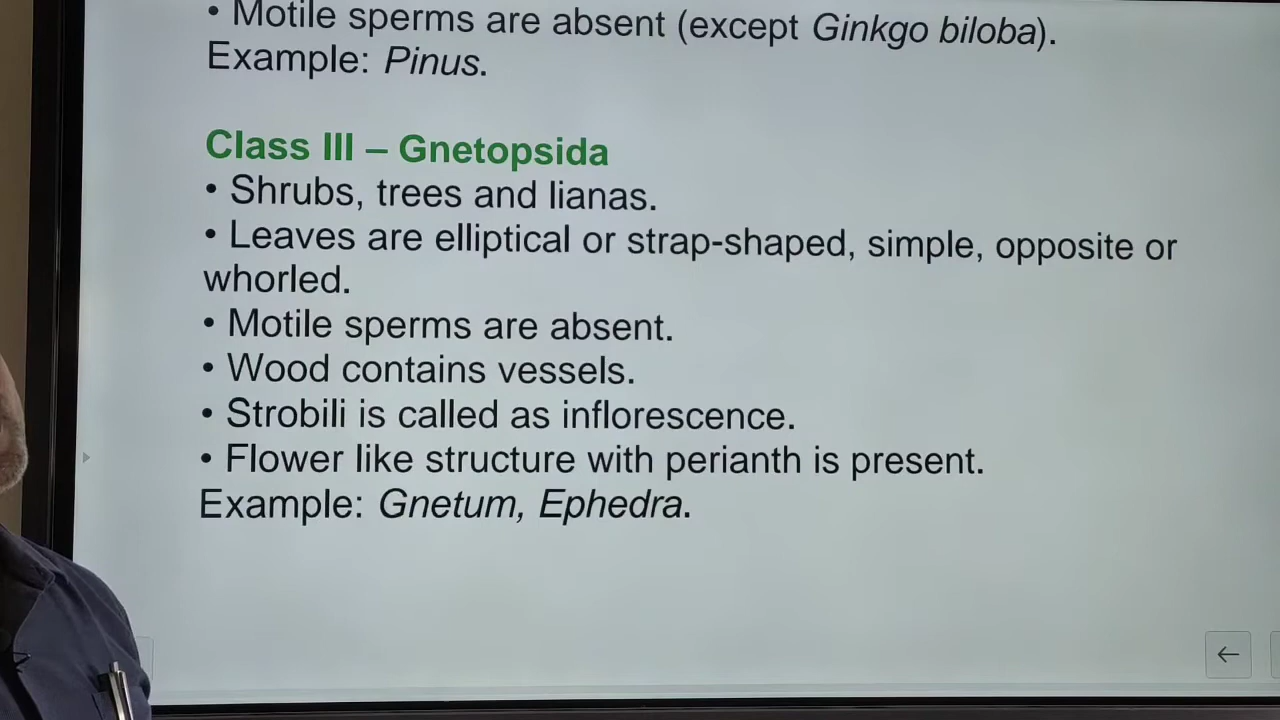 • Motile sperms are absent (except Ginkgo biloba).
Example: Pinus.
Class III – Gnetopsida
• Shrubs, trees and lianas.
• Leaves are elliptical or strap-shaped, simple, opposite or
whorled.
• Motile sperms are absent.
• Wood contains vessels.
• Strobili is called as inflorescence.
• Flower like structure with perianth is present.
Example: Gnetum, Ephedra.